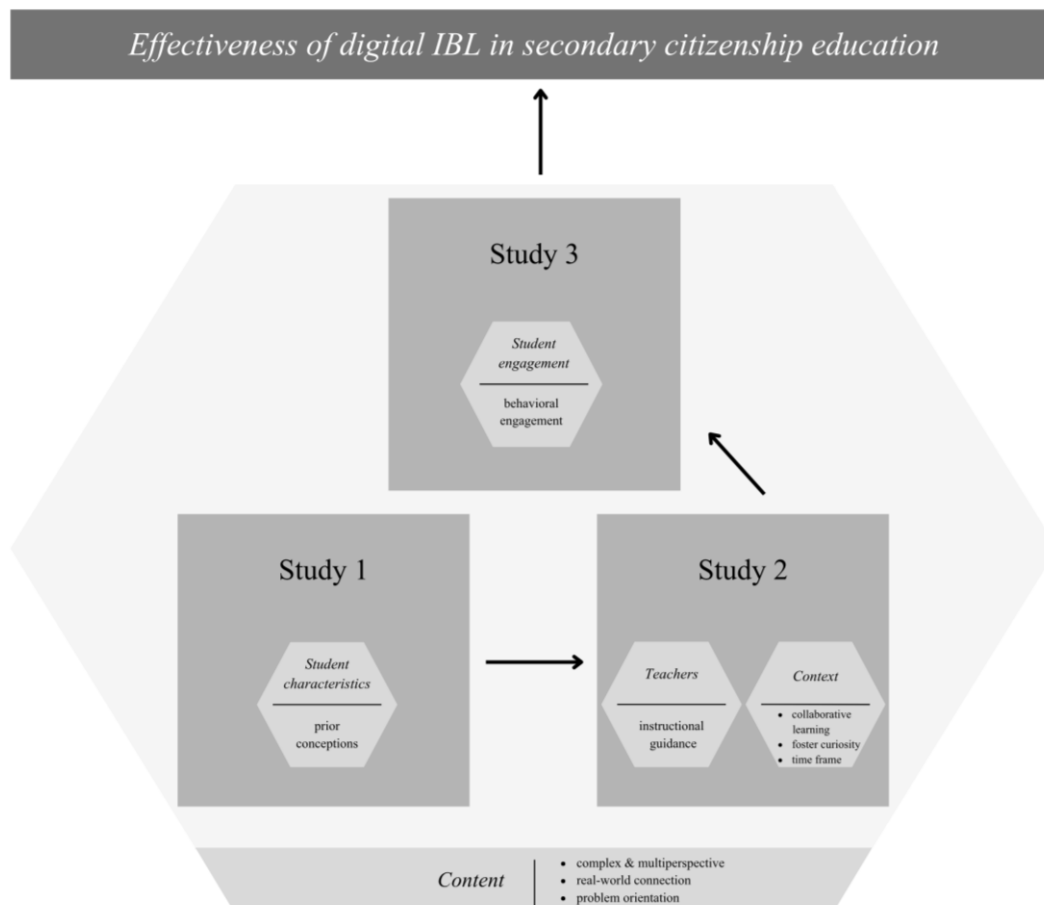 Effectiveness of digital IBL in secondary citizenship education
Study 3
Student
engagement
behavioral
engagement
Study 1
Student
characteristics
prior
conceptions
Study 2
Teachers
instructional
guidance
Context
• collaborative
learning
• foster curiosity
• time frame
Content
• complex & multiperspective
• real-world connection
• problem orientation